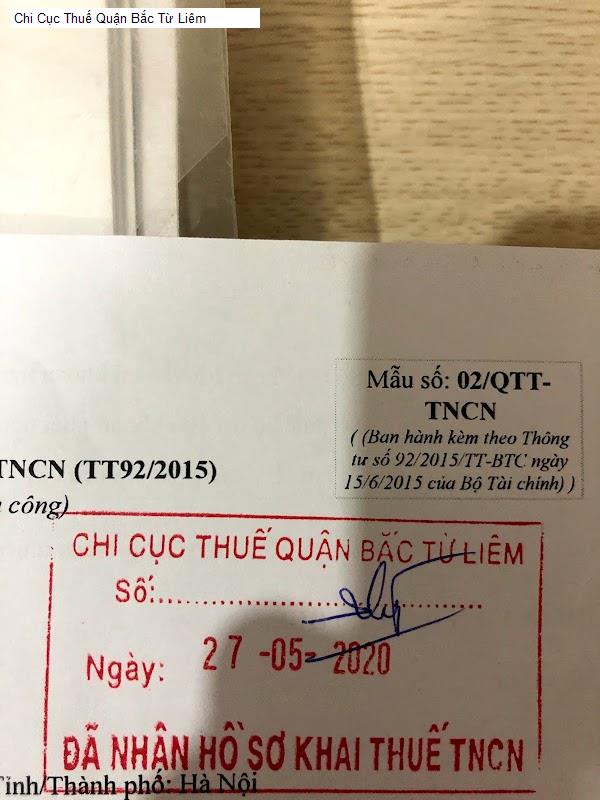 Chi Cục Thuế Quận Bắc Từ Liêm
Mẫu số: 02/QTT-
TNCN
( (Ban hành kèm theo Thông
tư số 92/2015/TT-BTC ngày
15/6/2015 của Bộ Tài chính) )
TNCN (TT92/2015)
công)
CHI CỤC THUẾ QUẬN BẮC TỪ LIÊM
Số:
Ngày: 27-05-2020
ĐÃ NHẬN HỒ SƠ KHAI THUẾ TNCN
Tỉnh/Thành phố: Hà Nội